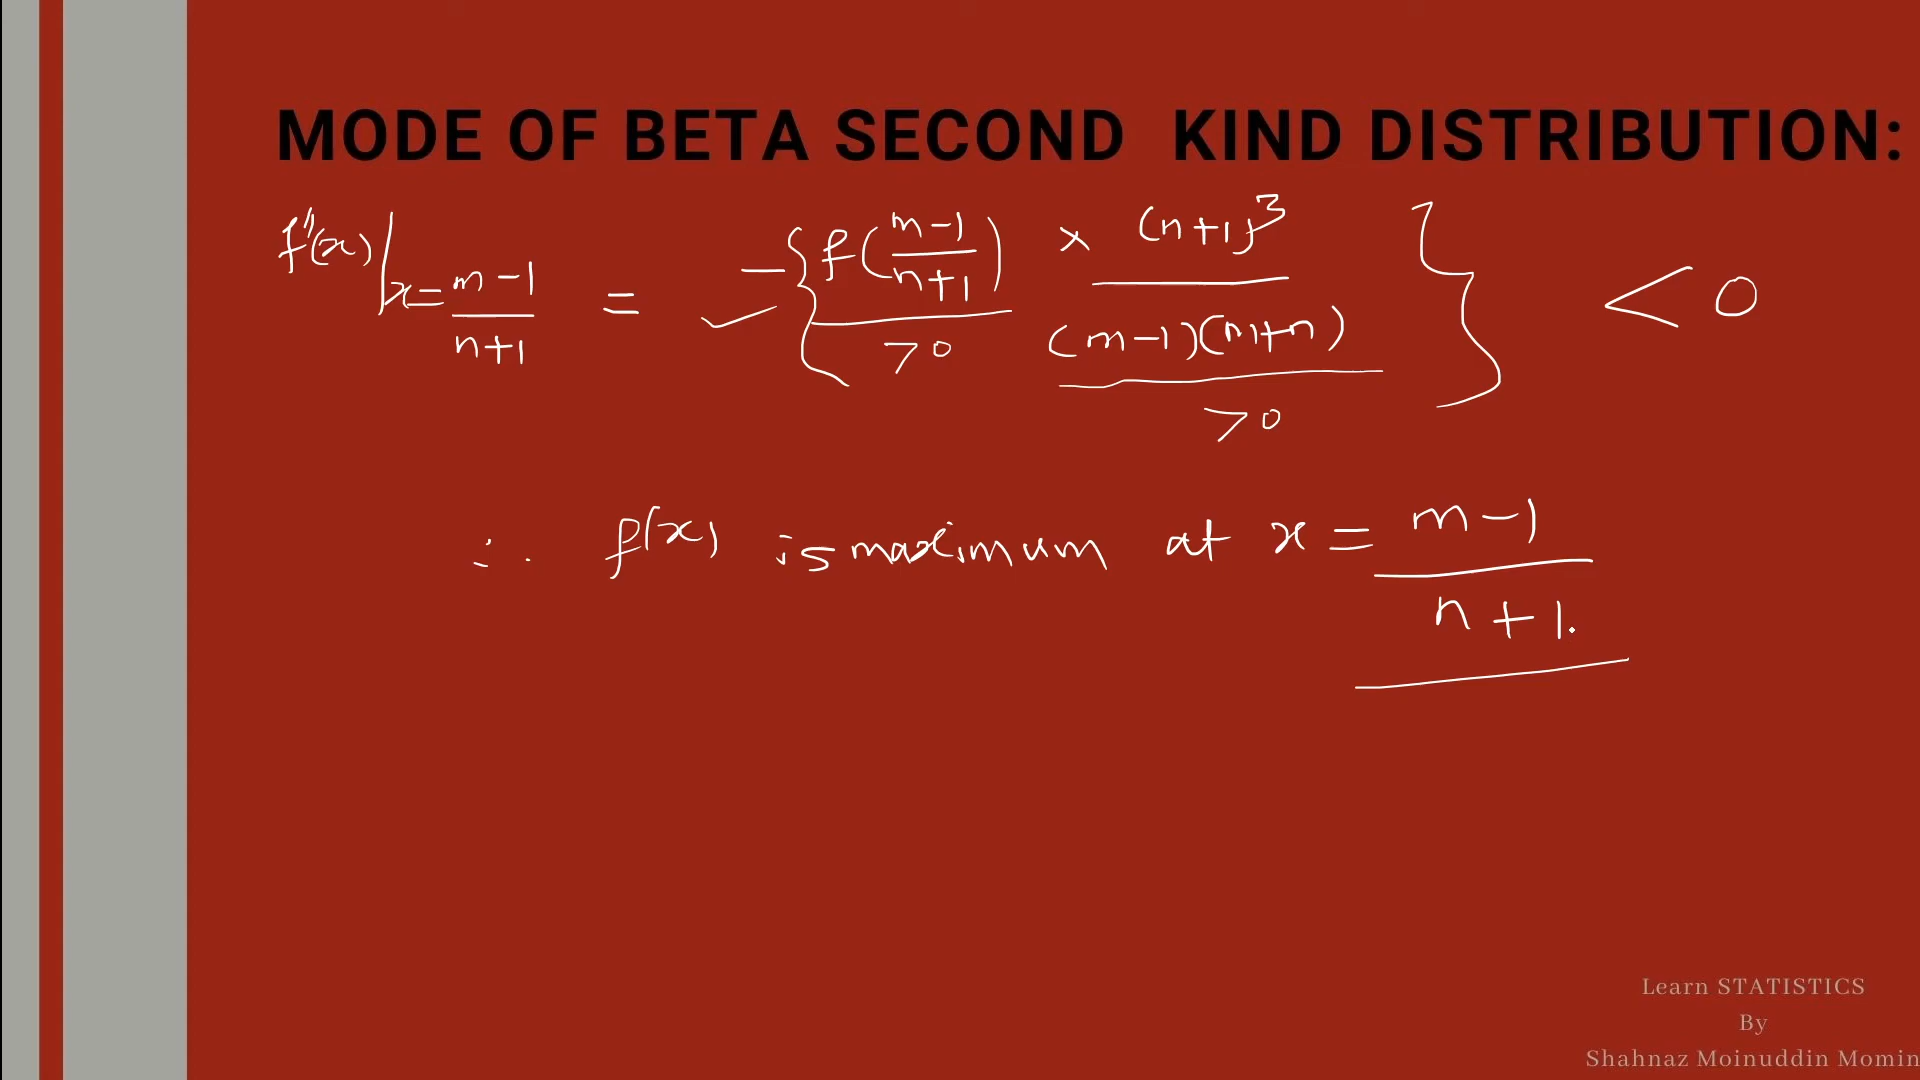 MODE OF BETA SECOND KIND DISTRIBUTION:
f''(x)|x=(m-1)/(n+1) = -{f((m-1)/(n+1)) × (n+1)^3/((m-1)(m+n))} < 0
>0 >0
∴ f(x) is maximum at x = (m-1)/(n+1).
Learn STATISTICS
By
Shahnaz Moinuddin Momin